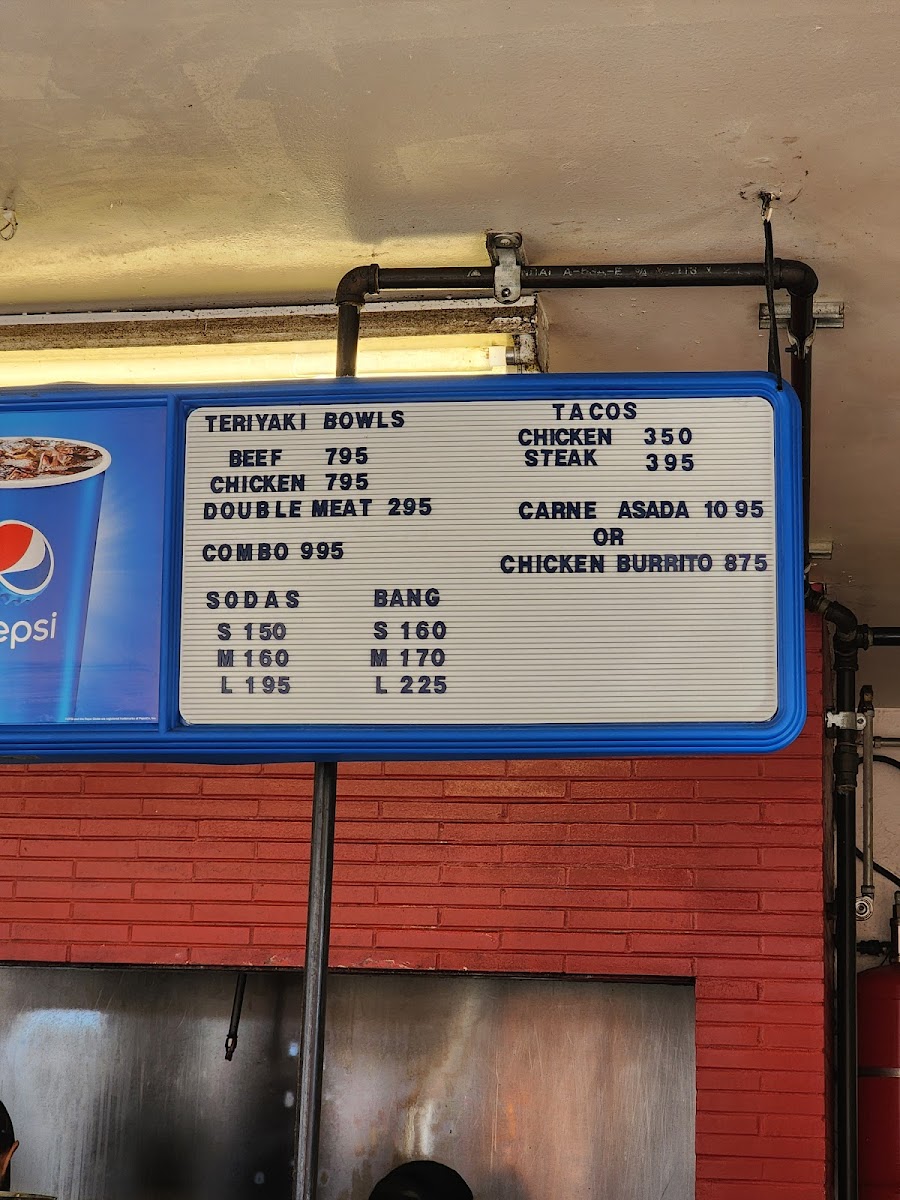 TERIYAKI BOWLS
BEEF 795
CHICKEN 795
DOUBLE MEAT 295
COMBO 995
SODAS
S 150
M 160
L 195
BANG
S 160
M 170
L 225
TACOS
CHICKEN 350
STEAK 395
CARNE ASADA 10 95
OR
CHICKEN BURRITO 875
epsi